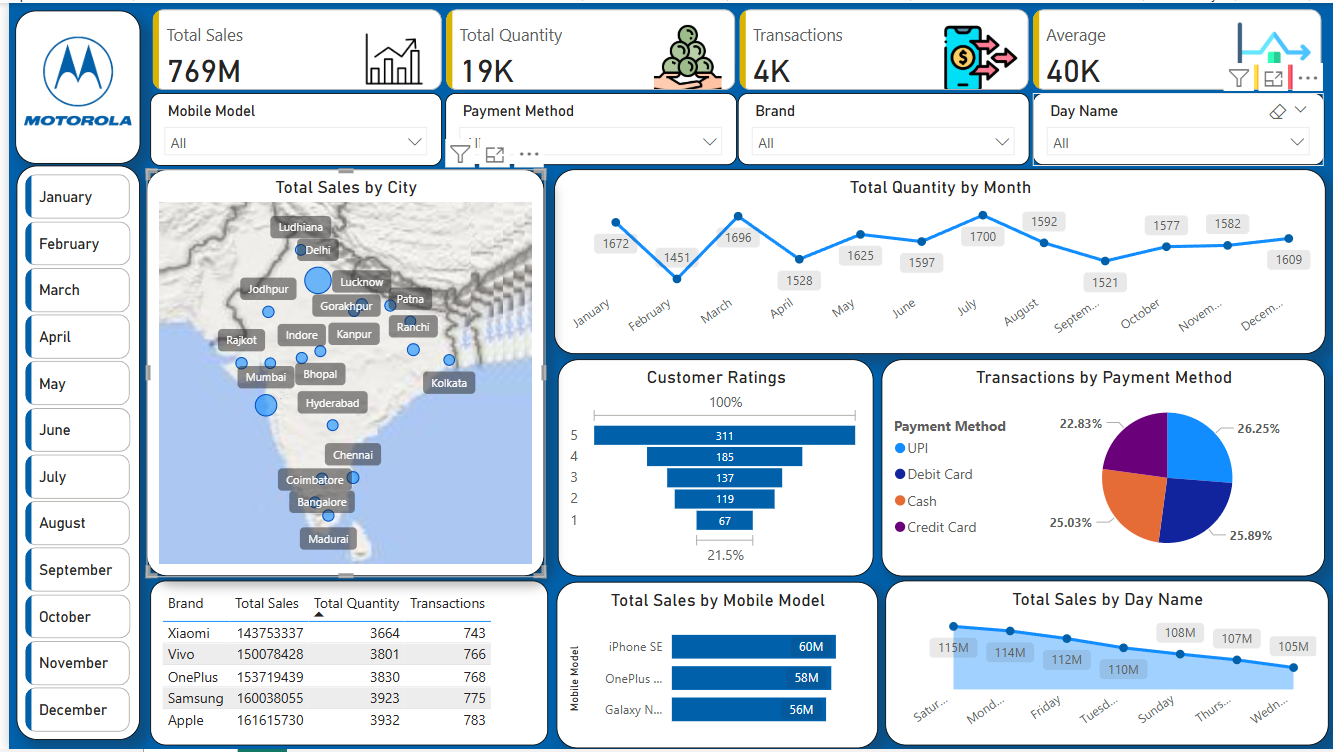 MOTOROLA
Total Sales
769M
Total Quantity
19K
Transactions
4K
Average
40K
Mobile Model
All
Payment Method
Brand
All
Day Name
All
January
February
March
April
May
June
July
August
September
October
November
December
Total Sales by City
Ludhiana
Delhi
Lucknow
Jodhpur
Gorakhpur
Patna
Ranchi
Rajkot
Indore
Kanpur
Mumbai
Bhopal
Kolkata
Hyderabad
Chennai
Coimbatore
Bangalore
Madurai
Total Quantity by Month
1672
1451
1696
1528
1625
1597
1700
1592
1521
1577
1582
1609
January
February
March
April
May
June
July
August
Septem...
October
Novem...
Decem...
Customer Ratings
100%
5 311
4 185
3 137
2 119
1 67
21.5%
Transactions by Payment Method
Payment Method
UPI
Debit Card
Cash
Credit Card
22.83%
26.25%
25.03%
25.89%
Brand Total Sales Total Quantity Transactions
Xiaomi 143753337 3664 743
Vivo 150078428 3801 766
OnePlus 153719439 3830 768
Samsung 160038055 3923 775
Apple 161615730 3932 783
Total Sales by Mobile Model
Mobile Model
iPhone SE 60M
OnePlus ... 58M
Galaxy N... 56M
Total Sales by Day Name
115M
114M
112M
110M
108M
107M
105M
Satur...
Mond...
Friday
Tuesd...
Sunday
Thurs...
Wedn...